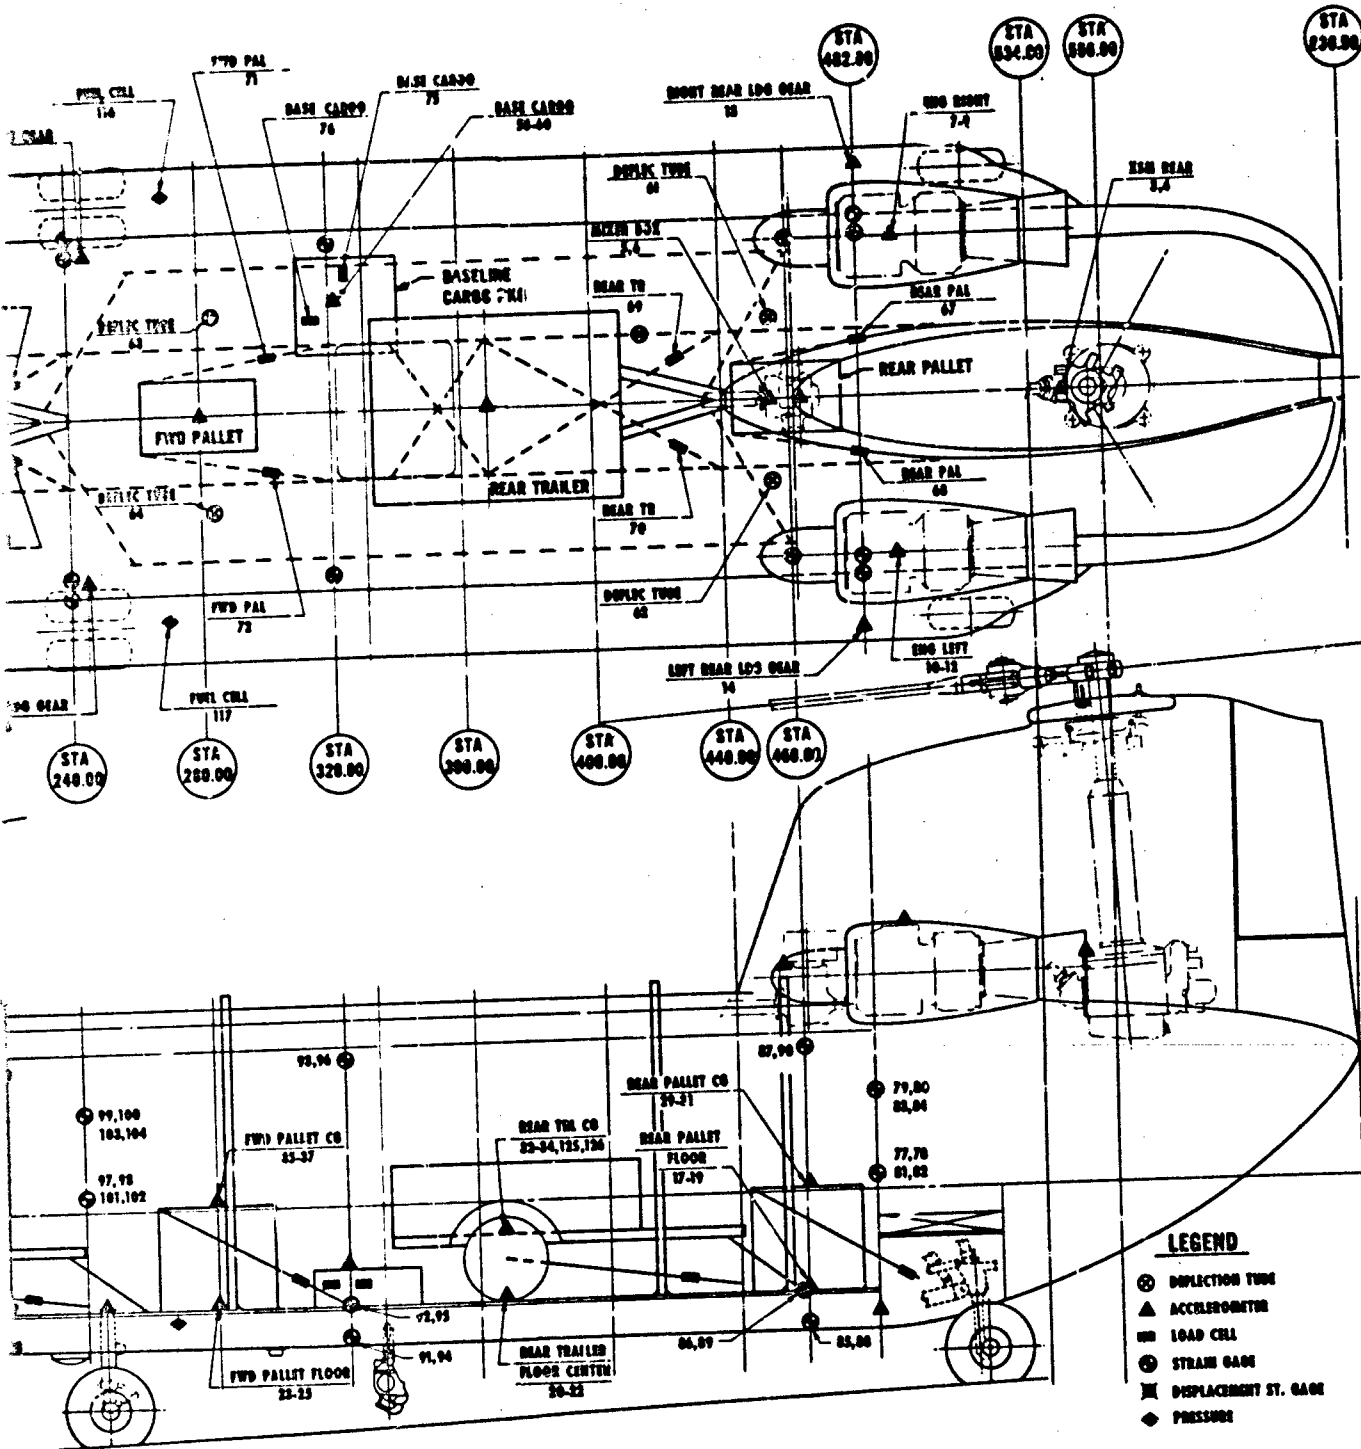 STA
482.00
STA
534.00
STA
STA
FWD PAL
71
FUEL CELL
116
GEAR
BASE CARGO
76
BASE CARGO
75
BASE CARGO
56-60
RIGHT REAR LDG GEAR
13
ENG RIGHT
7-9
DEFLEC TUBE
61
REAR
3,4
BASELINE
CARGO
REAR TR
69
REAR PAL
67
DEFLEC TUBE
63
REAR PALLET
FWD PALLET
REAR TRAILER
REAR PAL
68
DEFLEC TUBE
64
REAR TR
70
FWD PAL
72
DEFLEC TUBE
62
ENG LEFT
10-12
LEFT REAR LDG GEAR
14
GEAR
FUEL CELL
117
STA
240.00
STA
280.00
STA
320.00
STA
STA
400.00
STA
440.00
STA
460.00
93,96
87,90
79,80
83,84
99,100
103,104
FWD PALLET CG
35-37
REAR TRL CG
32-34,125,126
REAR PALLET CG
29-31
REAR PALLET
FLOOR
17-19
77,78
81,82
97,98
101,102
92,95
91,94
86,89
85,88
FWD PALLET FLOOR
23-25
REAR TRAILER
FLOOR CENTER
20-22
LEGEND
DEFLECTION TUBE
ACCELEROMETER
LOAD CELL
STRAIN GAGE
DISPLACEMENT ST. GAGE
PRESSURE